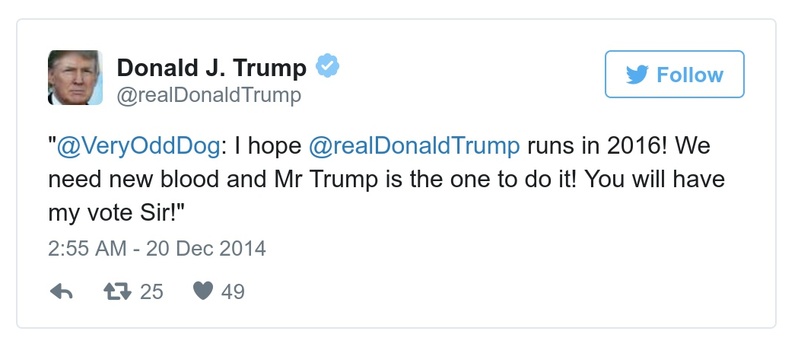 Donald J. Trump
@realDonaldTrump
Follow
"@VeryOddDog: I hope @realDonaldTrump runs in 2016! We
need new blood and Mr Trump is the one to do it! You will have
my vote Sir!"
2:55 AM - 20 Dec 2014
25 49